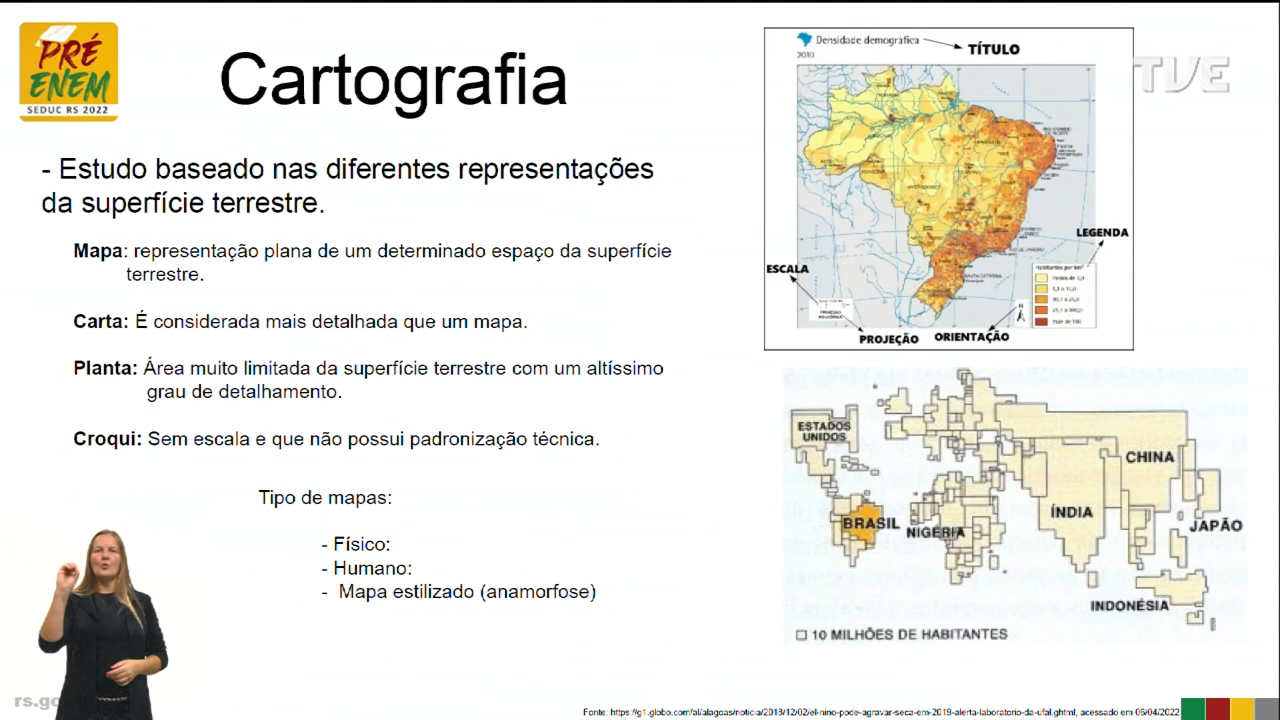 PRÉ
ENEM
SEDUC RS 2022
Cartografia
- Estudo baseado nas diferentes representações
da superfície terrestre.
Mapa: representação plana de um determinado espaço da superfície
terrestre.
Carta: É considerada mais detalhada que um mapa.
Planta: Área muito limitada da superfície terrestre com um altíssimo
grau de detalhamento.
Croqui: Sem escala e que não possui padronização técnica.
Tipo de mapas:
- Físico:
- Humano:
- Mapa estilizado (anamorfose)
Densidade demográfica
TÍTULO
2010
TVE
LEGENDA
ESCALA
Habitantes por km²
N
PROJEÇÃO
ORIENTAÇÃO
ESTADOS
UNIDOS
CHINA
BRASIL
NIGÉRIA
ÍNDIA
JAPÃO
INDONÉSIA
10 MILHÕES DE HABITANTES
rs.go
Fonte: https://g1.globo.com/al/alagoas/noticia/2018/12/02/el-nino-pode-agravar-seca-em-2019-alerta-laboratorio-da-ufal.ghtml, acessado em 06/04/2022